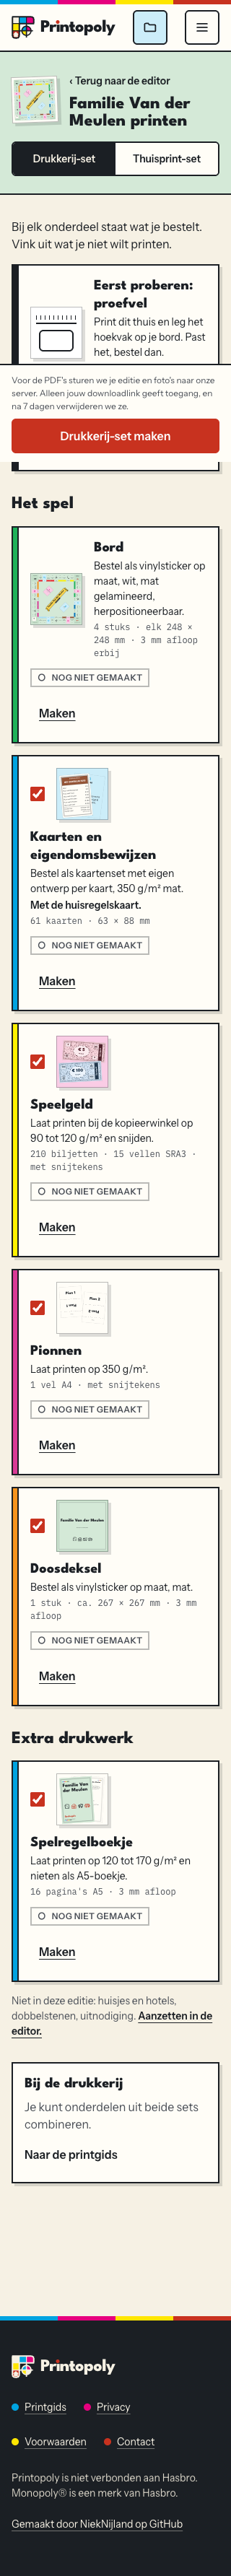 Printopoly
‹ Terug naar de editor
Familie Van der
Meulen printen
Drukkerij-set
Thuisprint-set
Bij elk onderdeel staat wat je bestelt.
Vink uit wat je niet wilt printen.
Eerst proberen:
proefvel
Print dit thuis en leg het
hoekvak op je bord. Past
het, bestel dan.
Voor de PDF's sturen we je editie en foto's naar onze
server. Alleen jouw downloadlink geeft toegang, en
na 7 dagen verwijderen we ze.
Drukkerij-set maken
Het spel
Bord
Bestel als vinylsticker op
maat, wit, mat
gelamineerd,
herpositioneerbaar.
4 stuks · elk 248 ×
248 mm · 3 mm afloop
erbij
NOG NIET GEMAAKT
Maken
Kaarten en
eigendomsbewijzen
Bestel als kaartenset met eigen
ontwerp per kaart, 350 g/m² mat.
Met de huisregelskaart.
61 kaarten · 63 × 88 mm
NOG NIET GEMAAKT
Maken
Speelgeld
Laat printen bij de kopieerwinkel op
90 tot 120 g/m² en snijden.
210 biljetten · 15 vellen SRA3 ·
met snijtekens
NOG NIET GEMAAKT
Maken
Pionnen
Laat printen op 350 g/m².
1 vel A4 · met snijtekens
NOG NIET GEMAAKT
Maken
Familie Van der Meulen
Doosdeksel
Bestel als vinylsticker op maat, mat.
1 stuk · ca. 267 × 267 mm · 3 mm
afloop
NOG NIET GEMAAKT
Maken
Extra drukwerk
Familie Van
der Meulen
Spelregelboekje
Laat printen op 120 tot 170 g/m² en
nieten als A5-boekje.
16 pagina's A5 · 3 mm afloop
NOG NIET GEMAAKT
Maken
Niet in deze editie: huisjes en hotels,
dobbelstenen, uitnodiging. Aanzetten in de
editor.
Bij de drukkerij
Je kunt onderdelen uit beide sets
combineren.
Naar de printgids
Printopoly
Printgids
Privacy
Voorwaarden
Contact
Printopoly is niet verbonden aan Hasbro.
Monopoly® is een merk van Hasbro.
Gemaakt door NiekNijland op GitHub